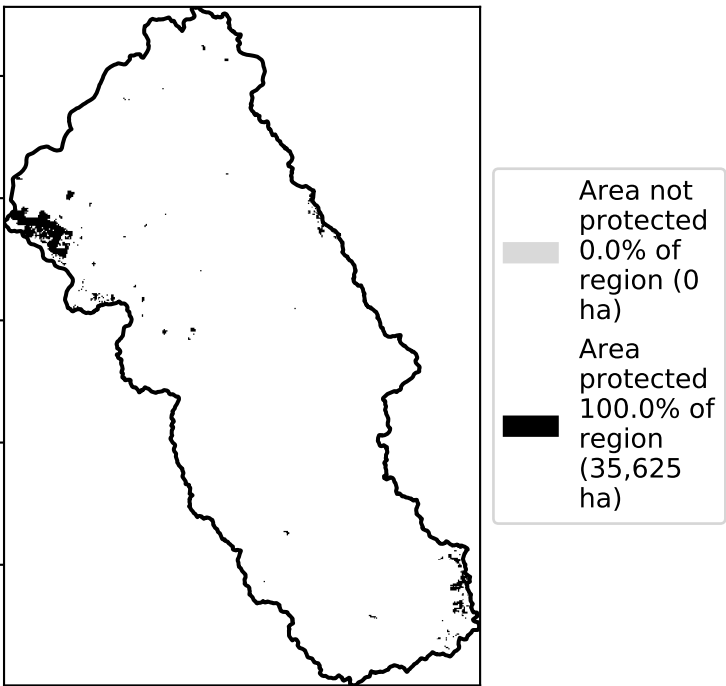 Area not
protected
0.0% of
region (0
ha)
Area
protected
100.0% of
region
(35,625
ha)